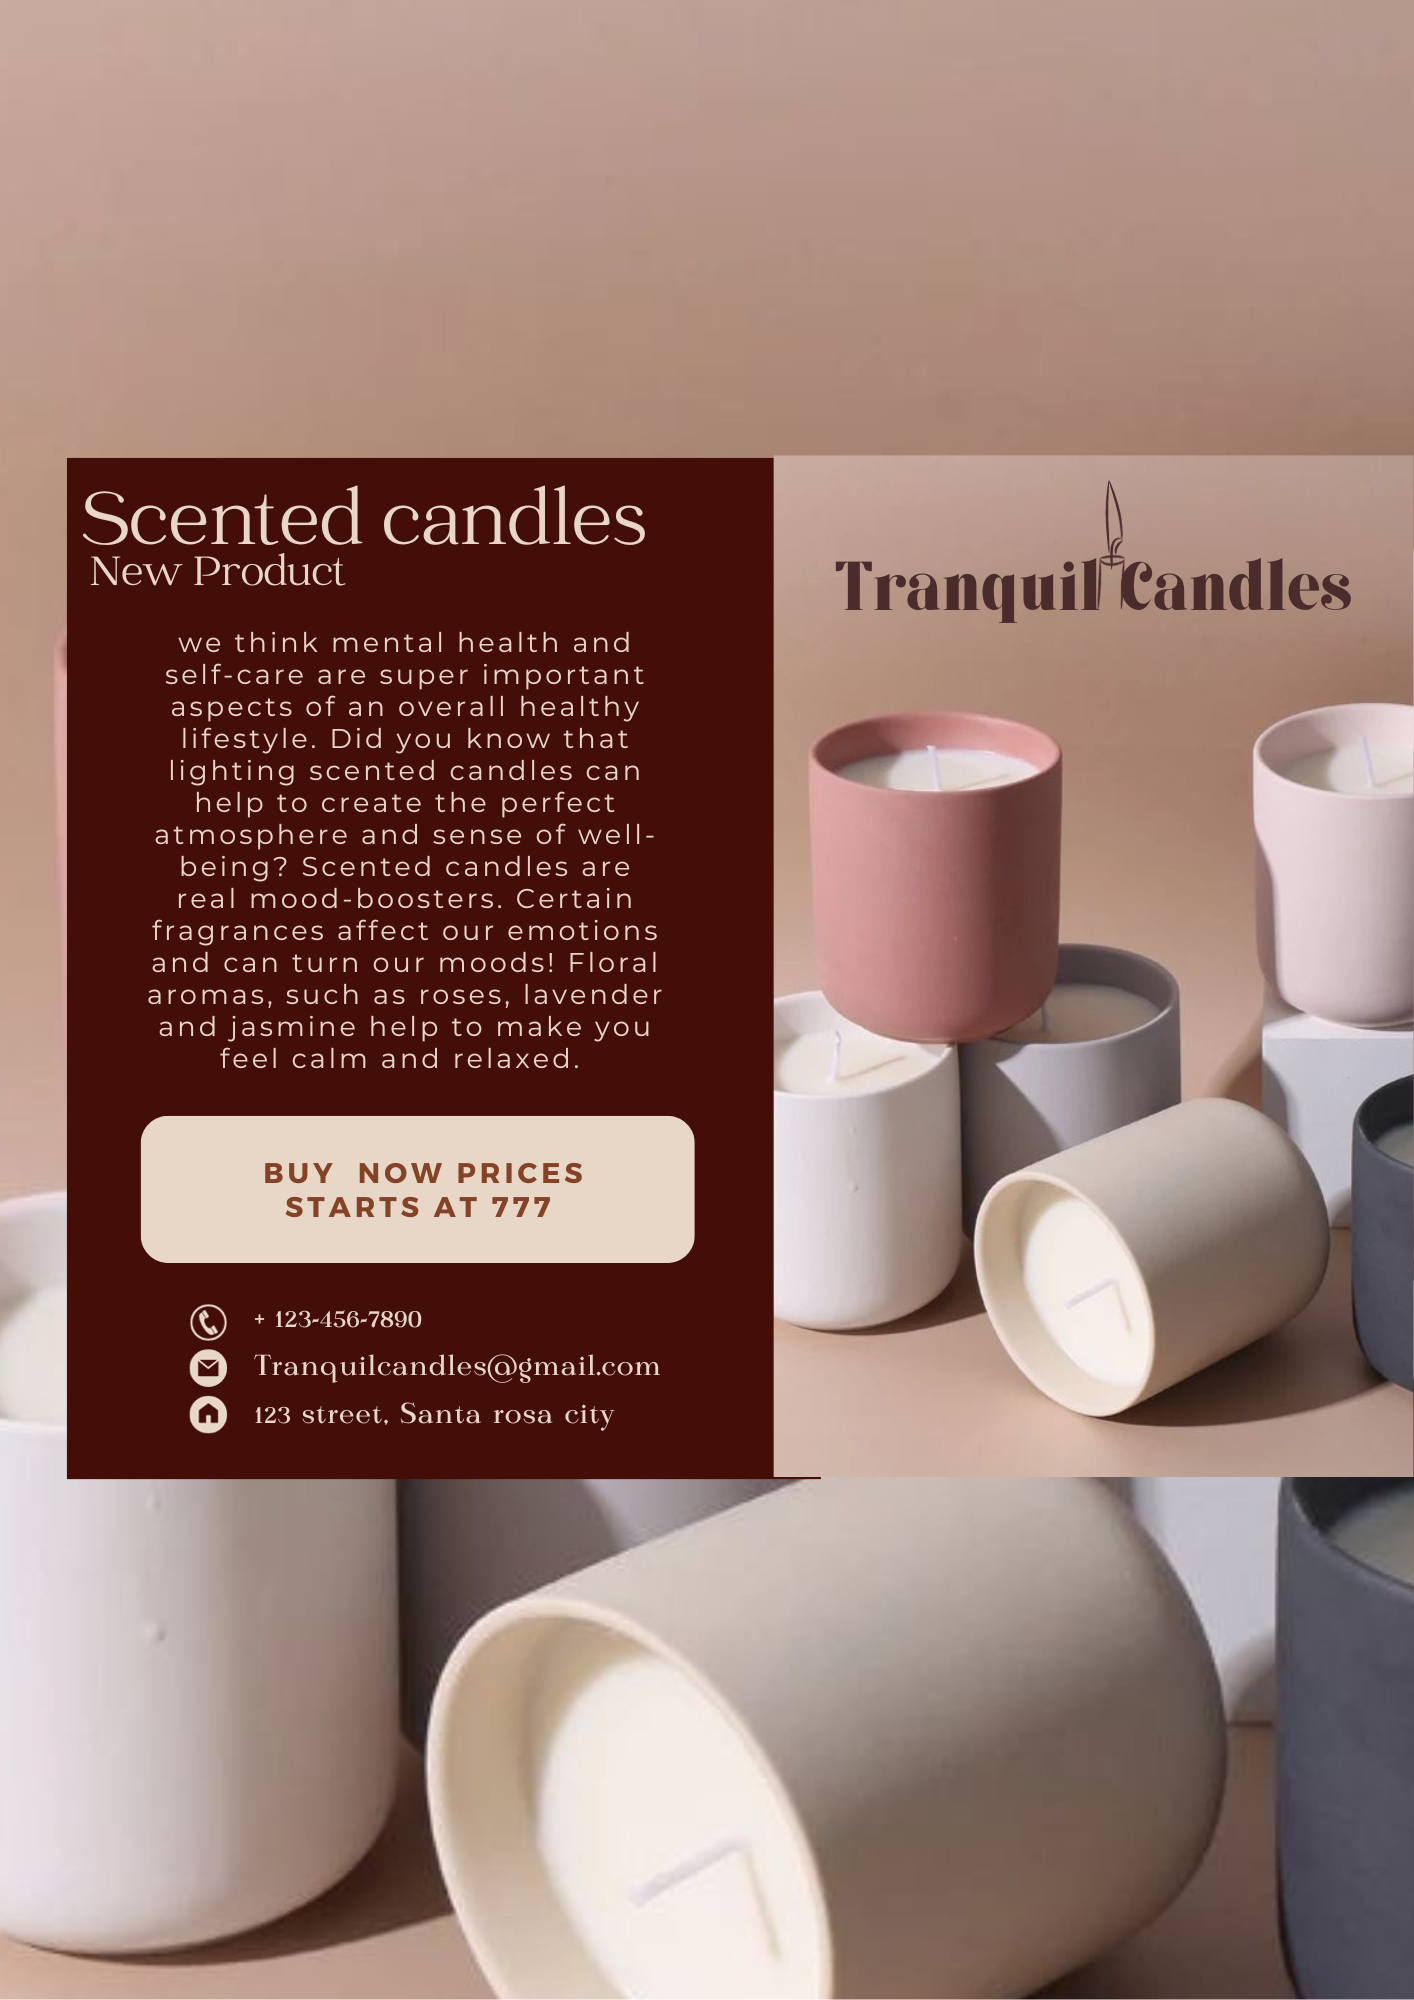 Scented candles
New Product
we think mental health and
self-care are super important
aspects of an overall healthy
lifestyle. Did you know that
lighting scented candles can
help to create the perfect
atmosphere and sense of well-
being? Scented candles are
real mood-boosters. Certain
fragrances affect our emotions
and can turn our moods! Floral
aromas, such as roses, lavender
and jasmine help to make you
feel calm and relaxed.
BUY NOW PRICES
STARTS AT 777
+ 123-456-7890
Tranquilcandles@gmail.com
123 street, Santa rosa city
Tranquil Candles